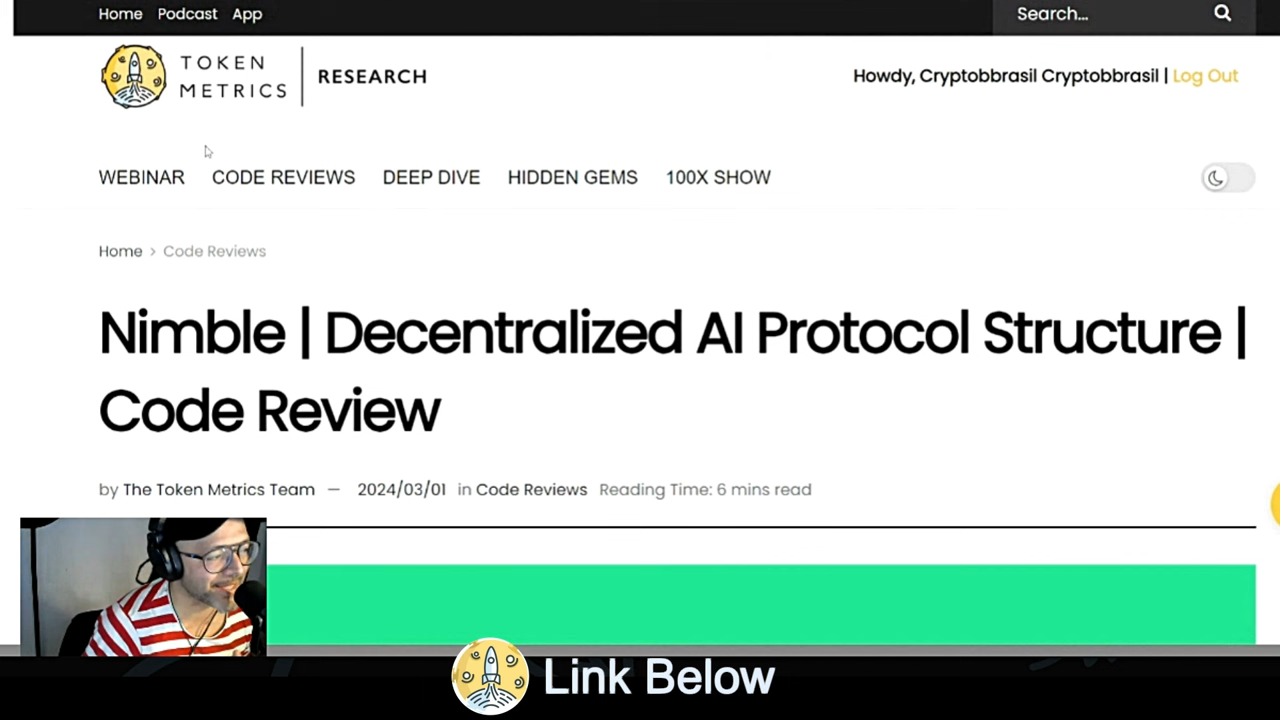 Home Podcast App Search...
TOKEN
METRICS
RESEARCH
Howdy, Cryptobbrasil Cryptobbrasil | Log Out
WEBINAR CODE REVIEWS DEEP DIVE HIDDEN GEMS 100X SHOW
Home > Code Reviews
Nimble | Decentralized AI Protocol Structure |
Code Review
by The Token Metrics Team — 2024/03/01 in Code Reviews Reading Time: 6 mins read
Link Below